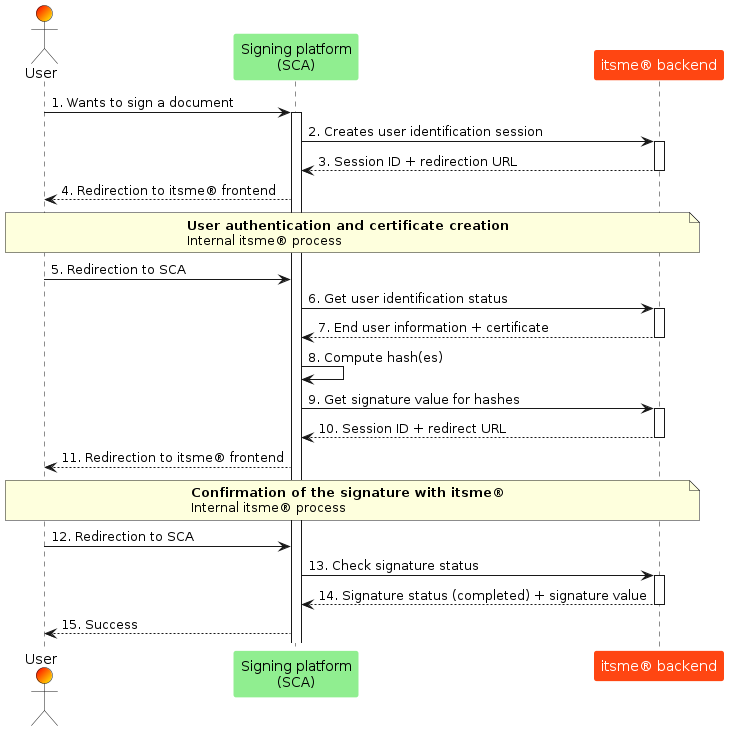 User
Signing platform
(SCA)
itsme® backend
1. Wants to sign a document
2. Creates user identification session
3. Session ID + redirection URL
4. Redirection to itsme® frontend
User authentication and certificate creation
Internal itsme® process
5. Redirection to SCA
6. Get user identification status
7. End user information + certificate
8. Compute hash(es)
9. Get signature value for hashes
10. Session ID + redirect URL
11. Redirection to itsme® frontend
Confirmation of the signature with itsme®
Internal itsme® process
12. Redirection to SCA
13. Check signature status
14. Signature status (completed) + signature value
15. Success
User
Signing platform
(SCA)
itsme® backend